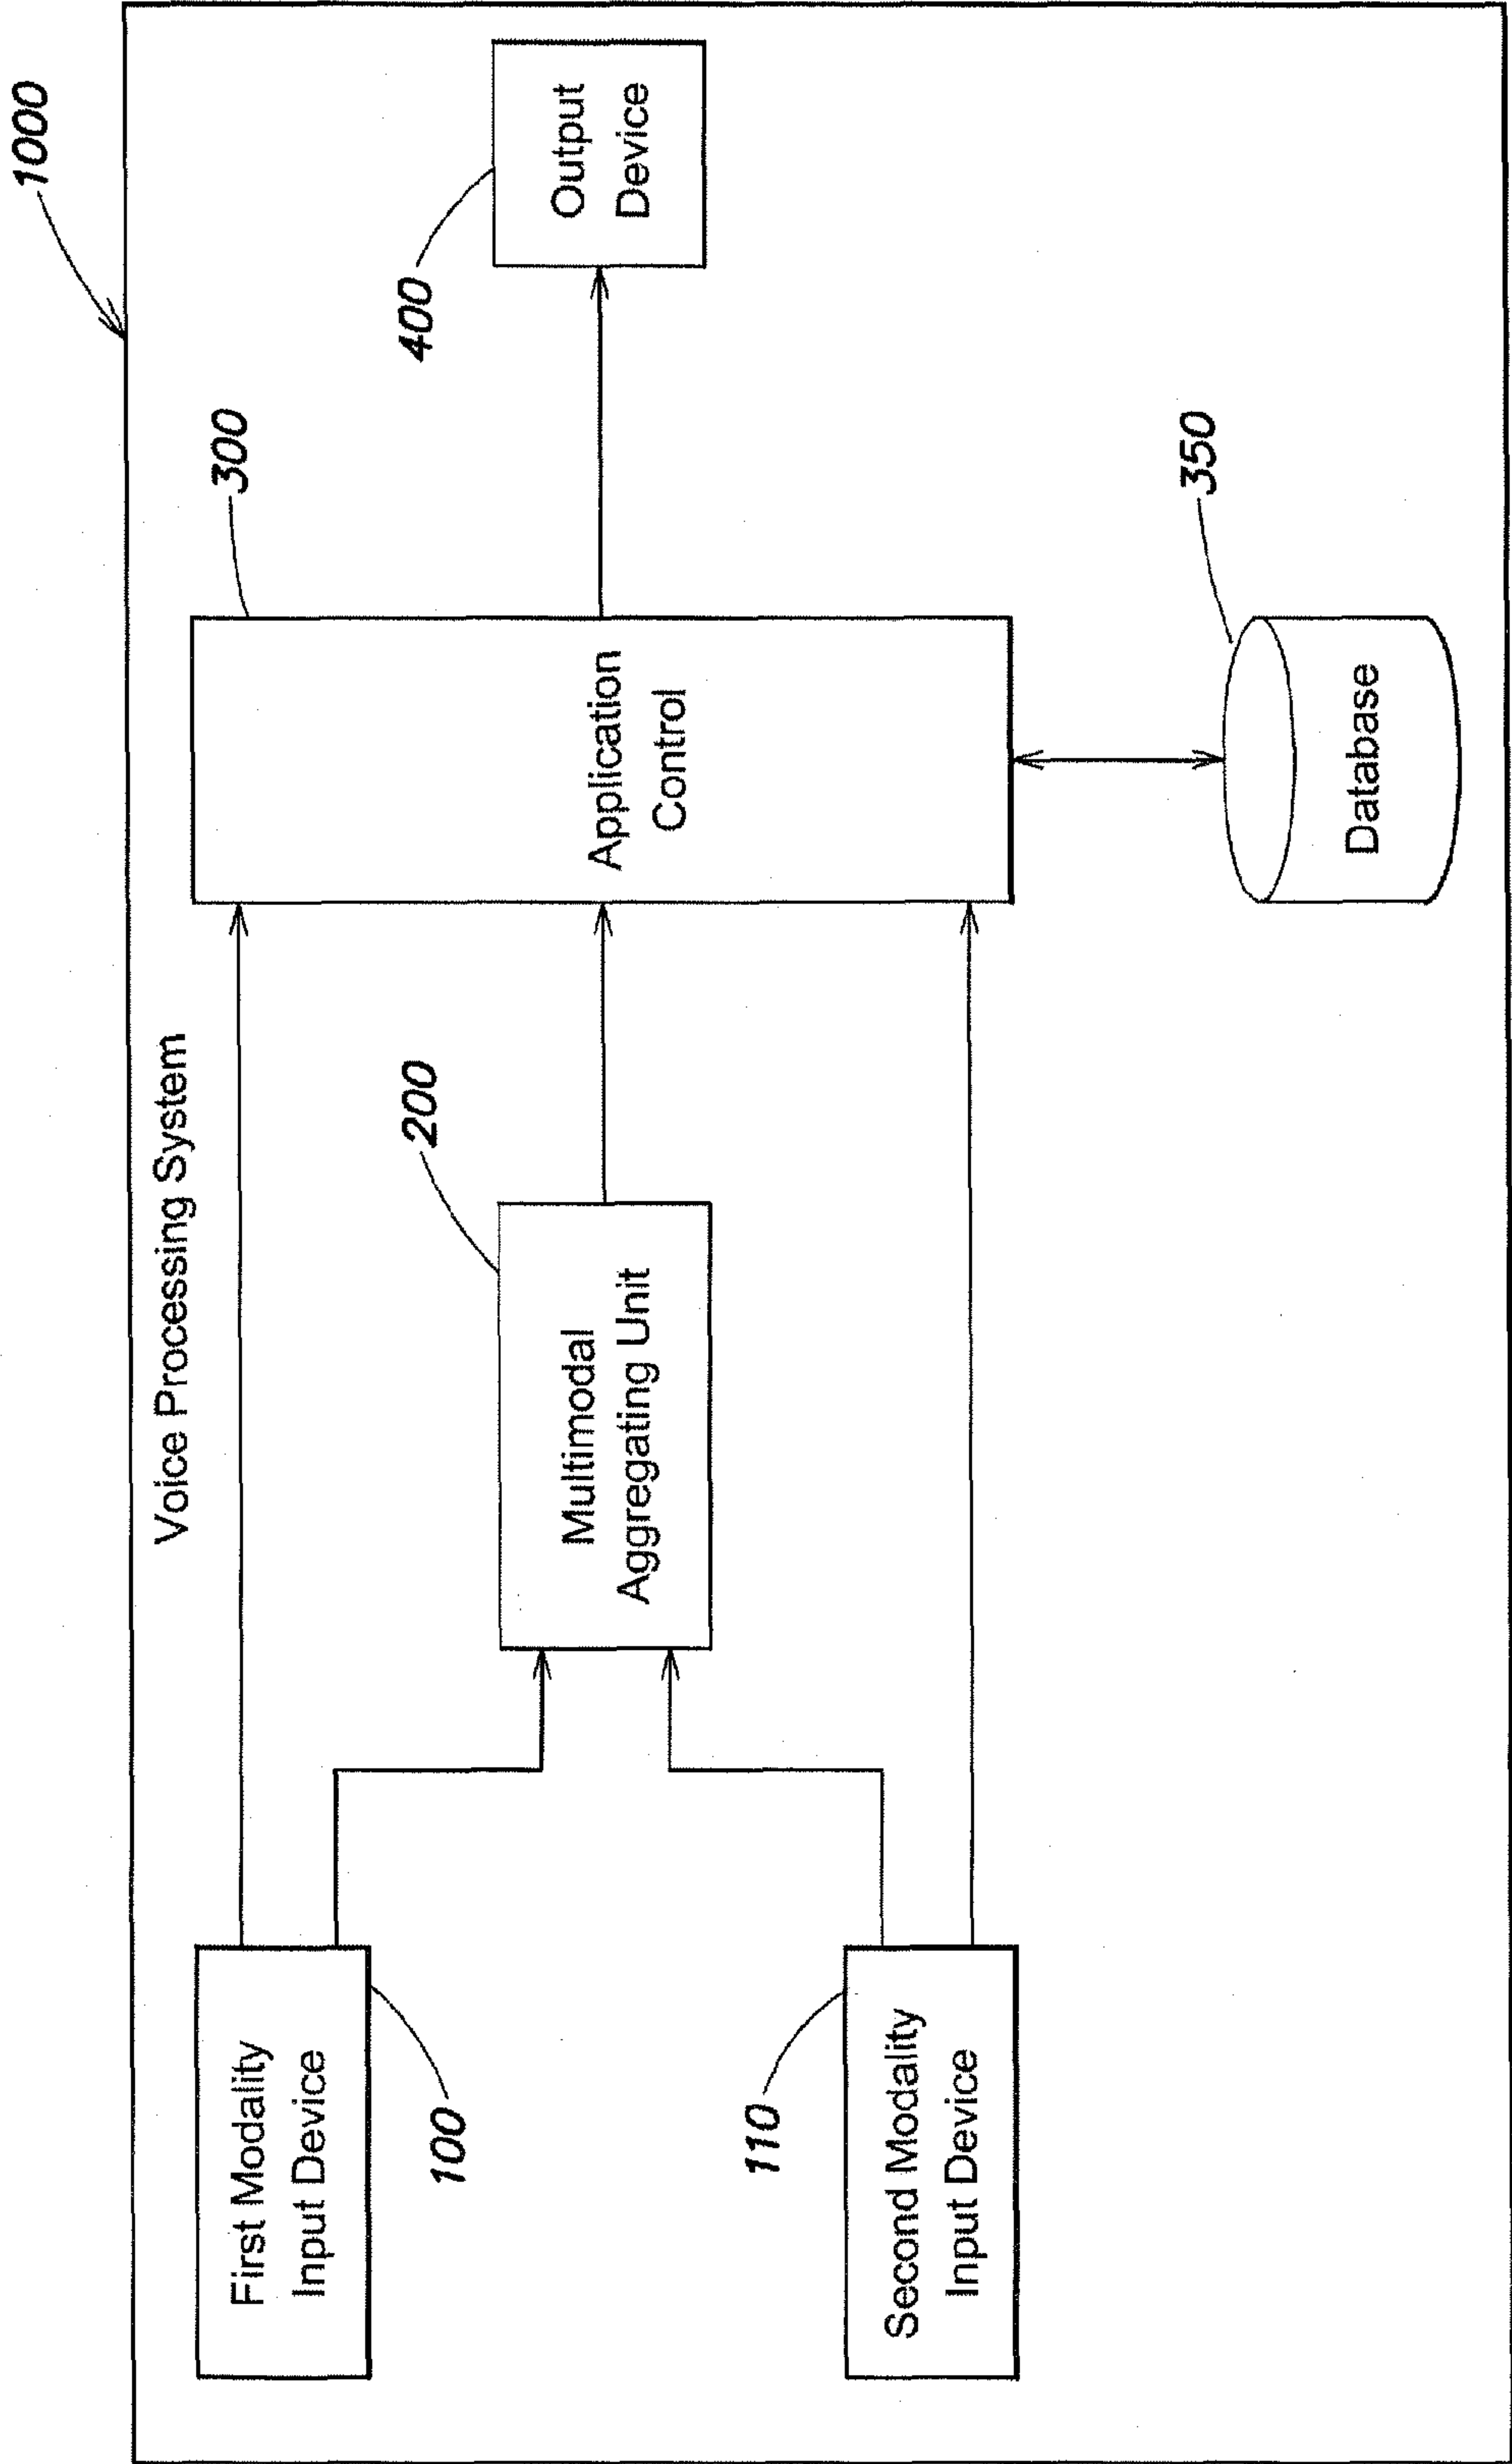 1000
Voice Processing System
First Modality
Input Device
100
Second Modality
Input Device
110
Multimodal
Aggregating Unit
200
Application
Control
300
Output
Device
400
Database
350